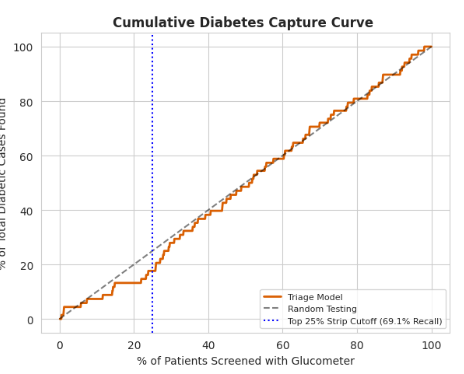 Cumulative Diabetes Capture Curve
% of Total Diabetic Cases Found
100
80
60
40
20
0
Triage Model
Random Testing
Top 25% Strip Cutoff (69.1% Recall)
0
20
40
60
80
100
% of Patients Screened with Glucometer